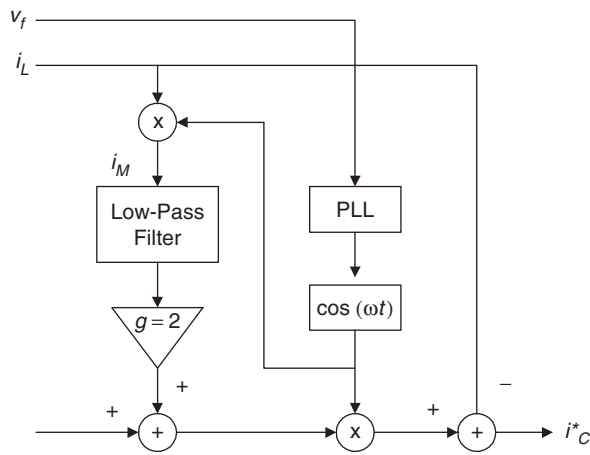 v_f
i_L
x
i_M
Low-Pass
Filter
PLL
g = 2
cos (ωt)
+
+
+
x
+
+
−
i*_C